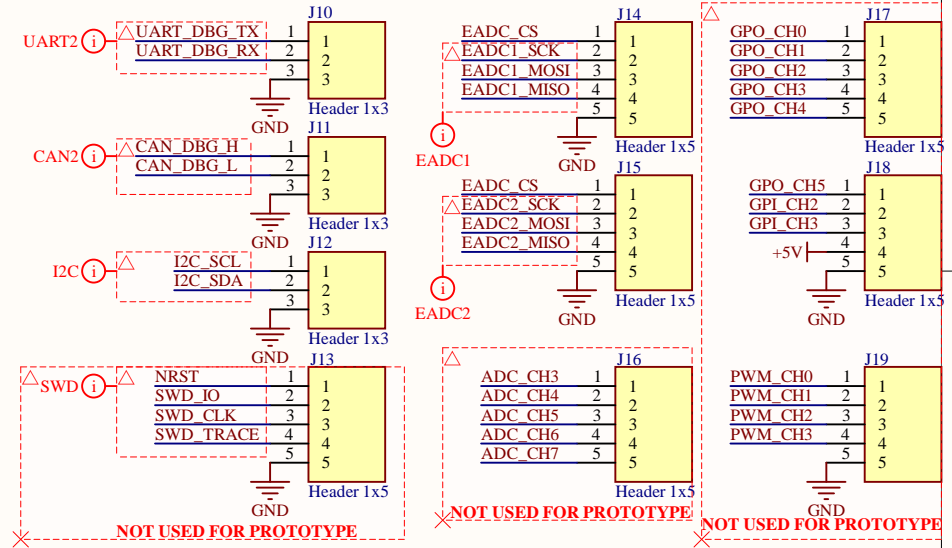 J10
UART2 i UART_DBG_TX 1 1
UART_DBG_RX 2 2
3 3
GND
Header 1x3
J11
CAN2 i CAN_DBG_H 1 1
CAN_DBG_L 2 2
3 3
GND
Header 1x3
J12
I2C i I2C_SCL 1 1
I2C_SDA 2 2
3 3
GND
Header 1x3
J13
SWD i NRST 1 1
SWD_IO 2 2
SWD_CLK 3 3
SWD_TRACE 4 4
5 5
GND
Header 1x5
NOT USED FOR PROTOTYPE
J14
EADC_CS 1 1
EADC1_SCK 2 2
EADC1_MOSI 3 3
EADC1_MISO 4 4
5 5
i
EADC1
GND
Header 1x5
J15
EADC_CS 1 1
EADC2_SCK 2 2
EADC2_MOSI 3 3
EADC2_MISO 4 4
5 5
i
EADC2
GND
Header 1x5
J16
ADC_CH3 1 1
ADC_CH4 2 2
ADC_CH5 3 3
ADC_CH6 4 4
ADC_CH7 5 5
Header 1x5
NOT USED FOR PROTOTYPE
J17
GPO_CH0 1 1
GPO_CH1 2 2
GPO_CH2 3 3
GPO_CH3 4 4
GPO_CH4 5 5
Header 1x5
J18
GPO_CH5 1 1
GPI_CH2 2 2
GPI_CH3 3 3
+5V 4 4
5 5
GND
Header 1x5
J19
PWM_CH0 1 1
PWM_CH1 2 2
PWM_CH2 3 3
PWM_CH3 4 4
5 5
GND
Header 1x5
NOT USED FOR PROTOTYPE